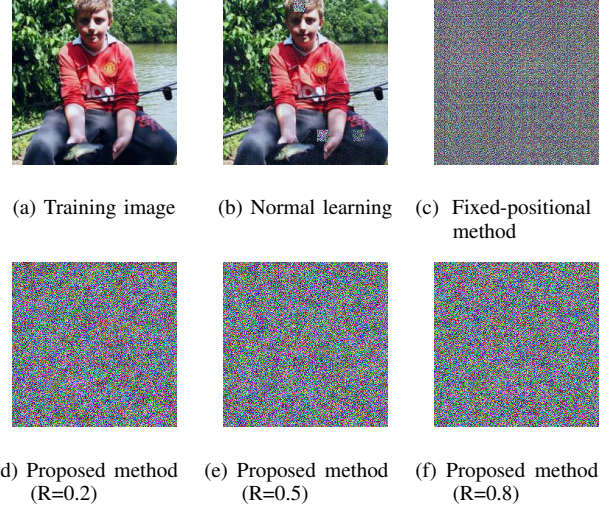 (a) Training image
(b) Normal learning
(c) Fixed-positional
method
d) Proposed method
(R=0.2)
(e) Proposed method
(R=0.5)
(f) Proposed method
(R=0.8)